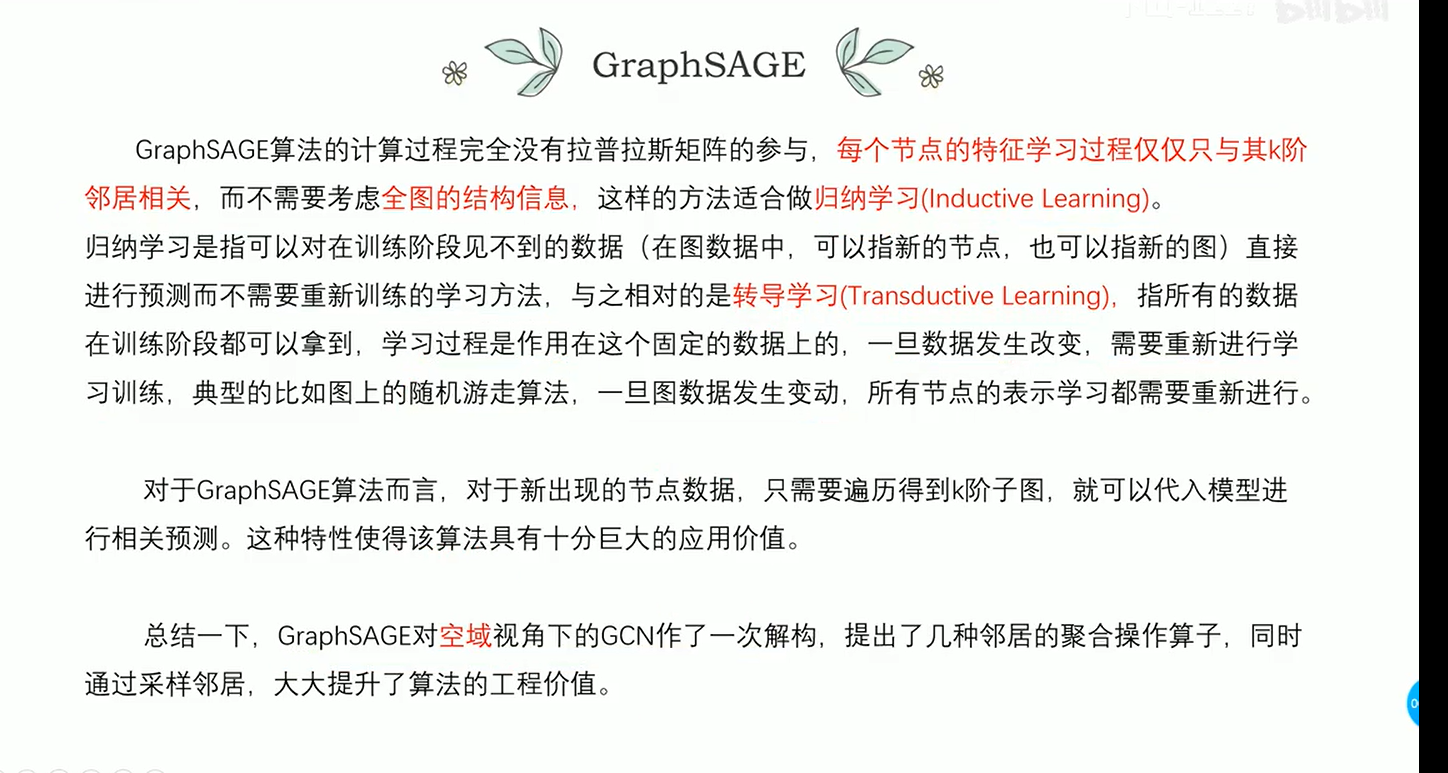 GraphSAGE
GraphSAGE算法的计算过程完全没有拉普拉斯矩阵的参与，每个节点的特征学习过程仅仅只与其k阶
邻居相关，而不需要考虑全图的结构信息，这样的方法适合做归纳学习(Inductive Learning)。
归纳学习是指可以对在训练阶段见不到的数据（在图数据中，可以指新的节点，也可以指新的图）直接
进行预测而不需要重新训练的学习方法，与之相对的是转导学习(Transductive Learning)，指所有的数据
在训练阶段都可以拿到，学习过程是作用在这个固定的数据上的，一旦数据发生改变，需要重新进行学
习训练，典型的比如图上的随机游走算法，一旦图数据发生变动，所有节点的表示学习都需要重新进行。
对于GraphSAGE算法而言，对于新出现的节点数据，只需要遍历得到k阶子图，就可以代入模型进
行相关预测。这种特性使得该算法具有十分巨大的应用价值。
总结一下，GraphSAGE对空域视角下的GCN作了一次解构，提出了几种邻居的聚合操作算子，同时
通过采样邻居，大大提升了算法的工程价值。